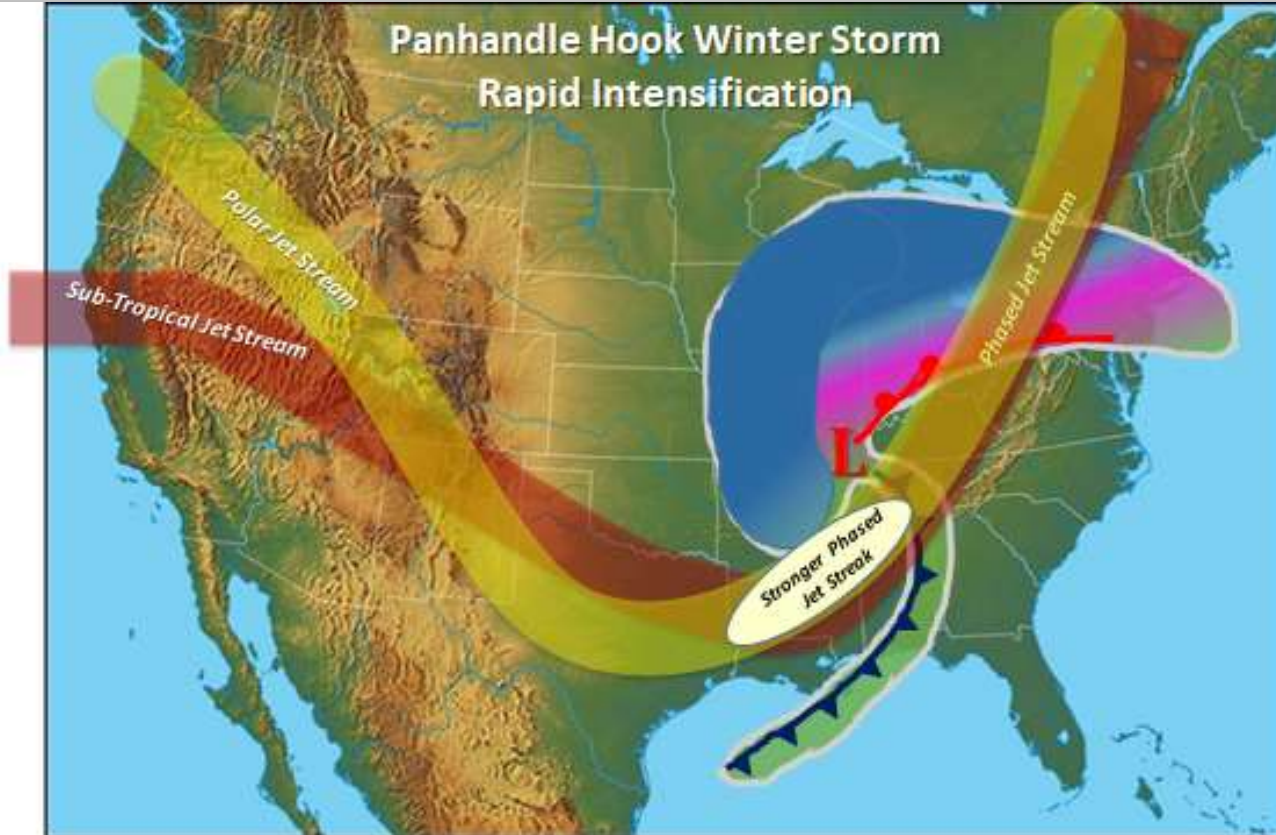 Panhandle Hook Winter Storm
Rapid Intensification
Polar Jet Stream
Sub-Tropical Jet Stream
Phased Jet Stream
L
Stronger Phased
Jet Streak